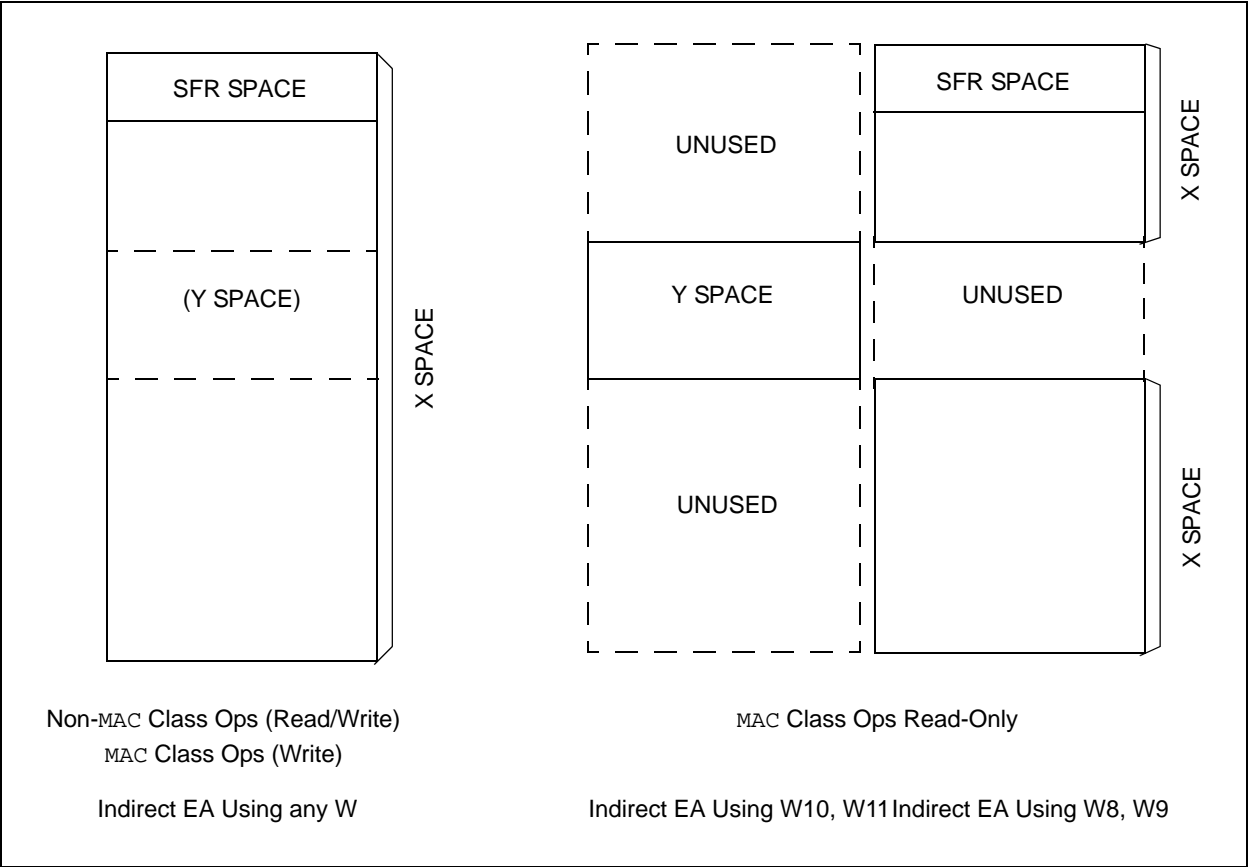 SFR SPACE
(Y SPACE)
X SPACE
Non-MAC Class Ops (Read/Write)
MAC Class Ops (Write)
Indirect EA Using any W
UNUSED
Y SPACE
UNUSED
SFR SPACE
UNUSED
X SPACE
X SPACE
MAC Class Ops Read-Only
Indirect EA Using W10, W11
Indirect EA Using W8, W9